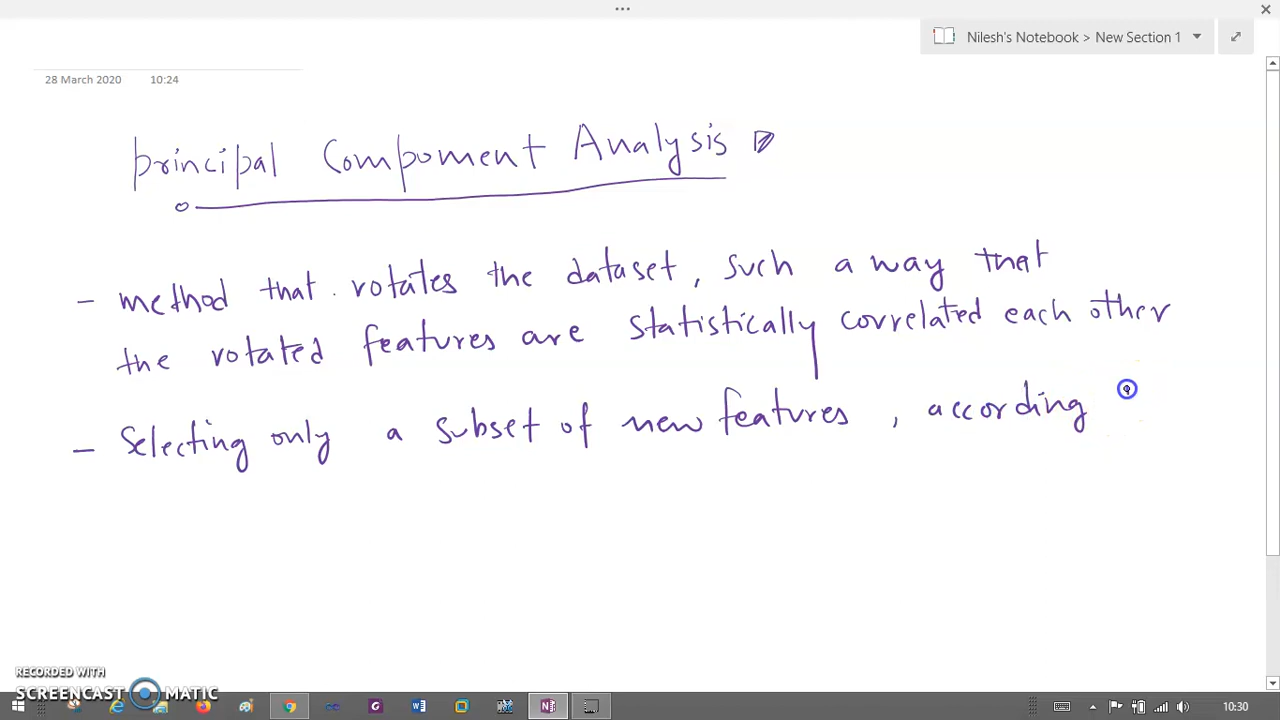 Nilesh's Notebook > New Section 1
28 March 2020 10:24
principal Compoment Analysis
- method that rotates the dataset, such a way that
the rotated features are statistically correlated each other
- Selecting only a subset of new features, according
RECORDED WITH
SCREENCAST MATIC
10:30